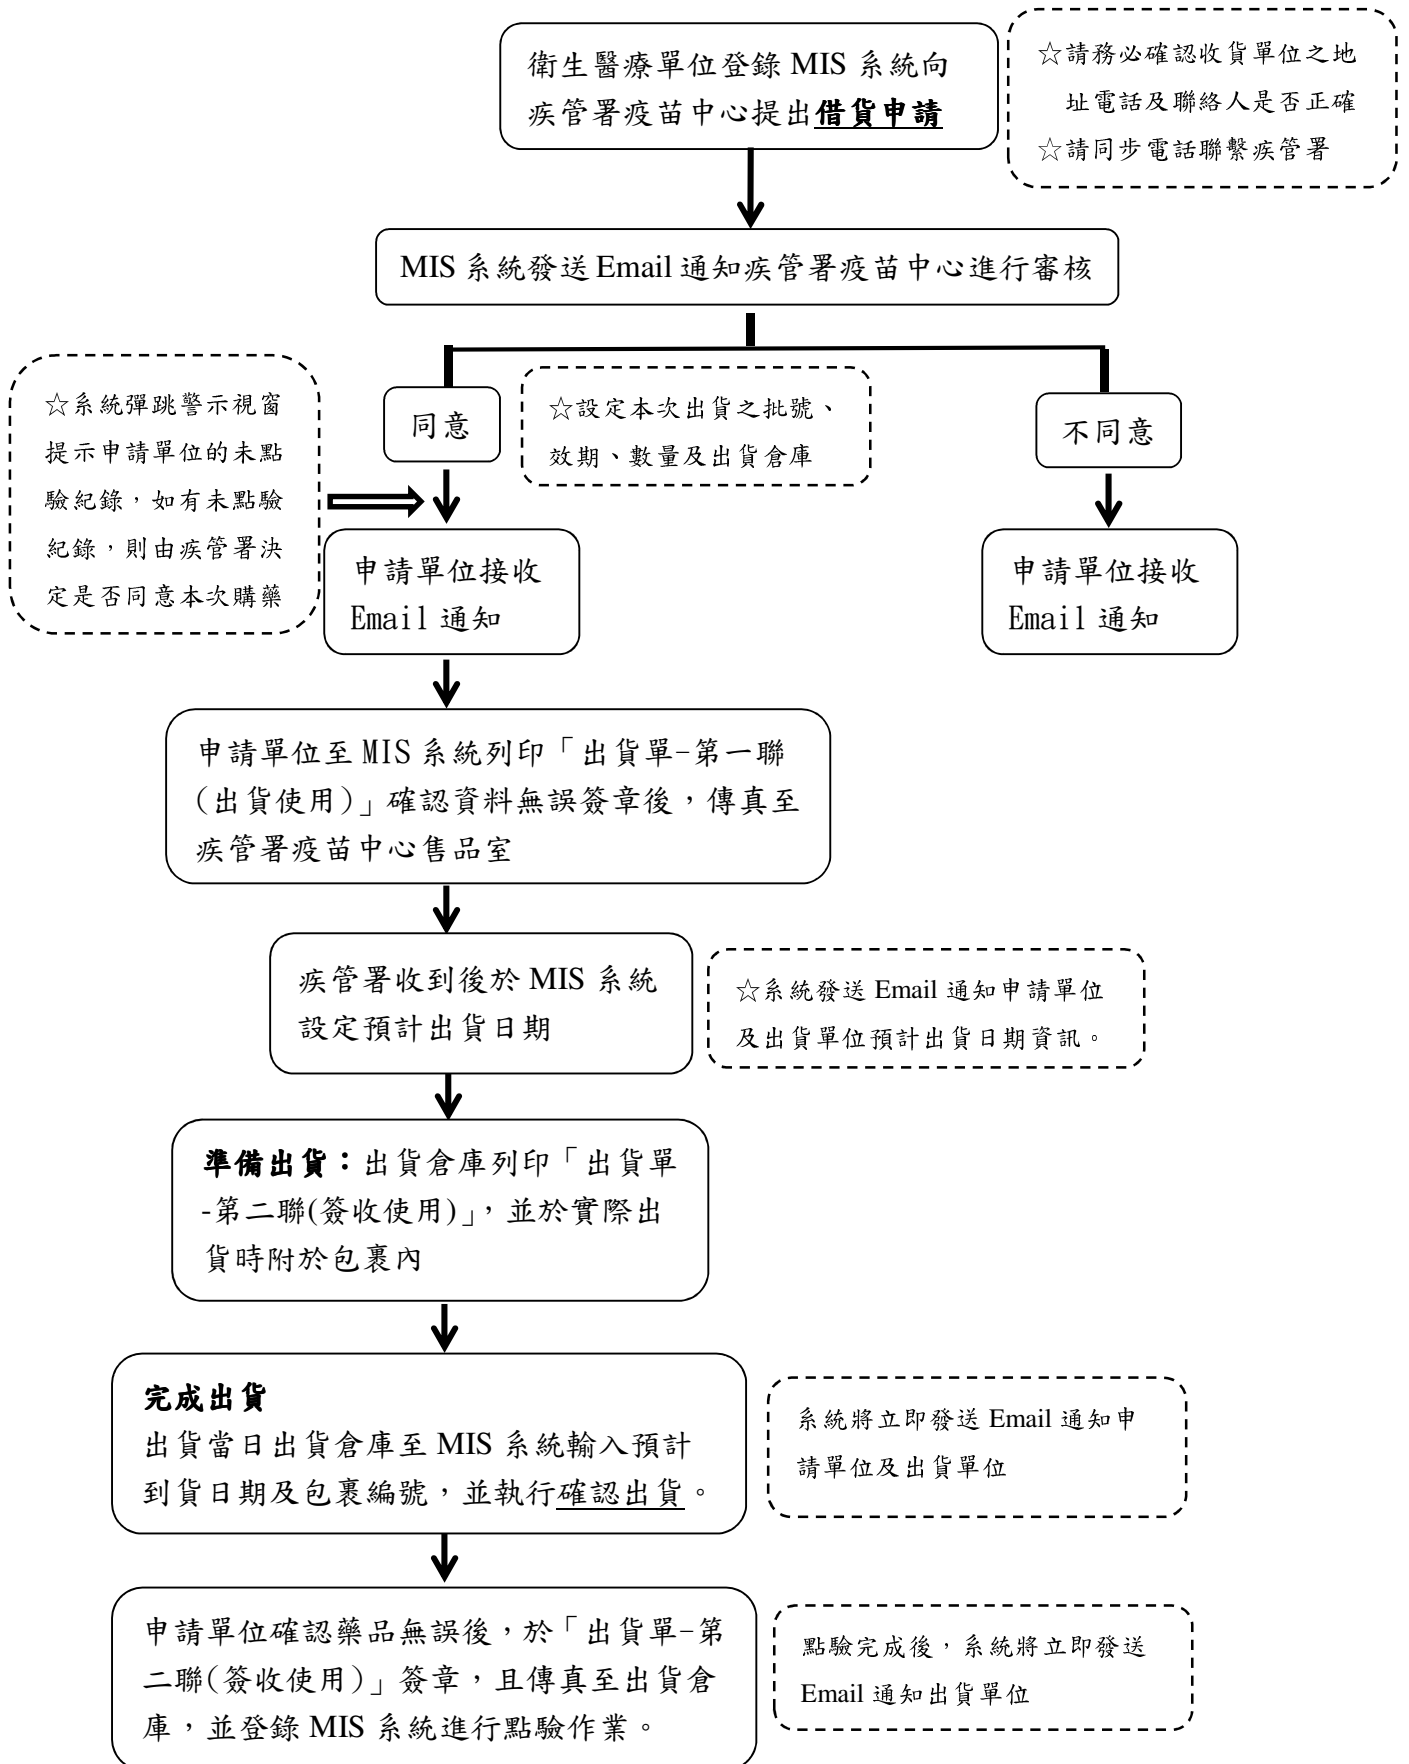 衛生醫療單位登錄 MIS 系統向
疾管署疫苗中心提出借貨申請
☆請務必確認收貨單位之地
址電話及聯絡人是否正確
☆請同步電話聯繫疾管署
MIS 系統發送 Email 通知疾管署疫苗中心進行審核
☆系統彈跳警示視窗
提示申請單位的未點
驗紀錄，如有未點驗
紀錄，則由疾管署決
定是否同意本次購藥
同意
☆設定本次出貨之批號、
效期、數量及出貨倉庫
不同意
申請單位接收
Email 通知
申請單位接收
Email 通知
申請單位至 MIS 系統列印「出貨單-第一聯
(出貨使用)」確認資料無誤簽章後，傳真至
疾管署疫苗中心售品室
疾管署收到後於 MIS 系統
設定預計出貨日期
☆系統發送 Email 通知申請單位
及出貨單位預計出貨日期資訊。
準備出貨：出貨倉庫列印「出貨單
-第二聯(簽收使用)」，並於實際出
貨時附於包裹內
完成出貨
出貨當日出貨倉庫至 MIS 系統輸入預計
到貨日期及包裹編號，並執行確認出貨。
系統將立即發送 Email 通知申
請單位及出貨單位
申請單位確認藥品無誤後，於「出貨單-第
二聯(簽收使用)」簽章，且傳真至出貨倉
庫，並登錄 MIS 系統進行點驗作業。
點驗完成後，系統將立即發送
Email 通知出貨單位